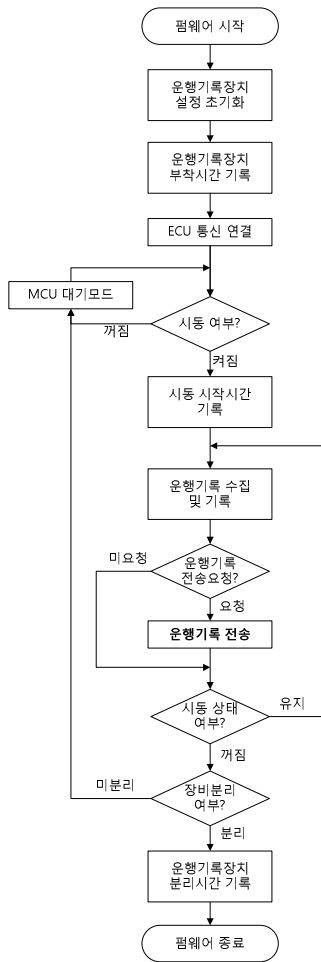 펌웨어 시작
운행기록장치
설정 초기화
운행기록장치
부착시간 기록
ECU 통신 연결
MCU 대기모드
시동 여부?
꺼짐
켜짐
시동 시작시간
기록
운행기록 수집
및 기록
미요청
운행기록
전송요청?
요청
운행기록 전송
시동 상태
여부?
유지
꺼짐
미분리
장비분리
여부?
분리
운행기록장치
분리시간 기록
펌웨어 종료